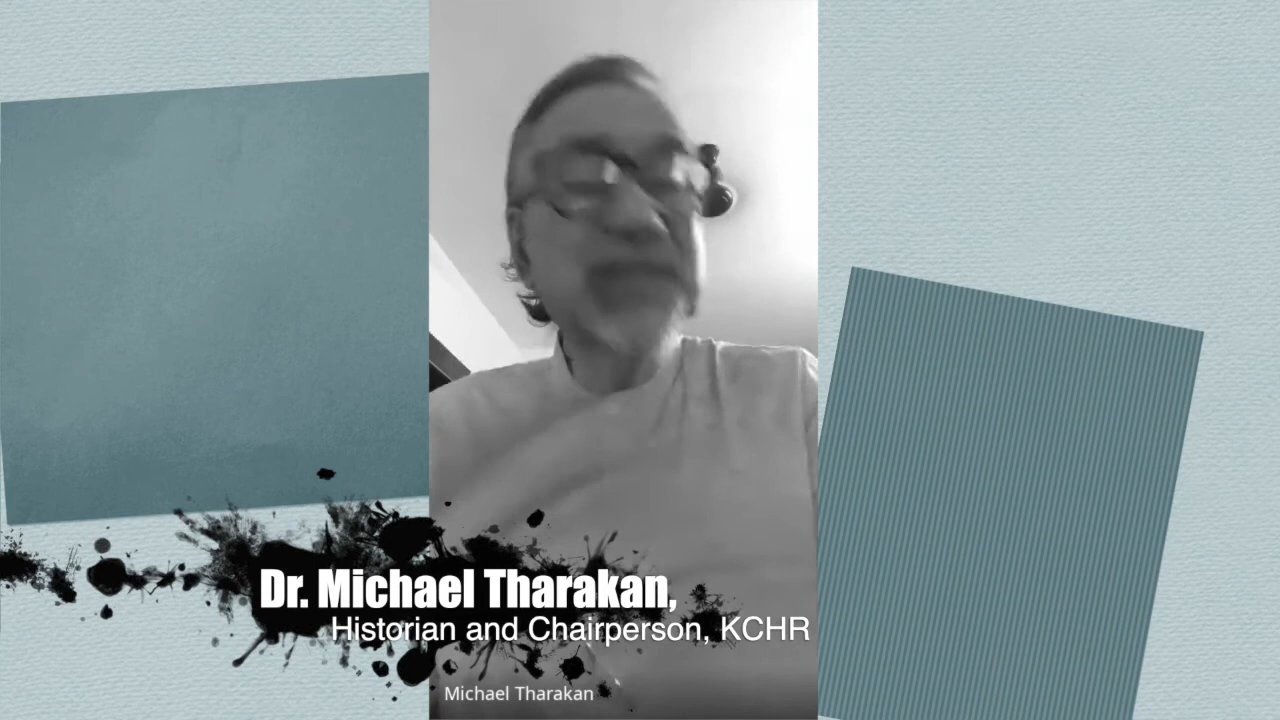 Dr. Michael Tharakan,
Historian and Chairperson, KCHR
Michael Tharakan